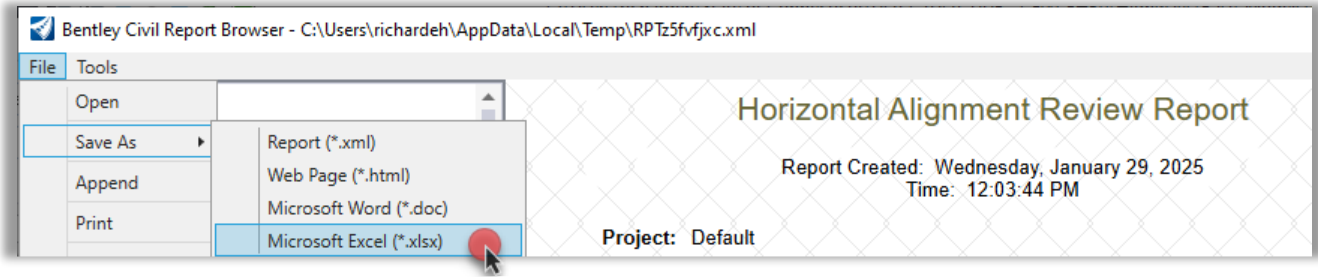 Bentley Civil Report Browser - C:\Users\richardeh\AppData\Local\Temp\RPTz5fvfjxc.xml
File Tools
Open
Save As
Append
Print
Report (*.xml)
Web Page (*.html)
Microsoft Word (*.doc)
Microsoft Excel (*.xlsx)
Horizontal Alignment Review Report
Report Created: Wednesday, January 29, 2025
Time: 12:03:44 PM
Project: Default